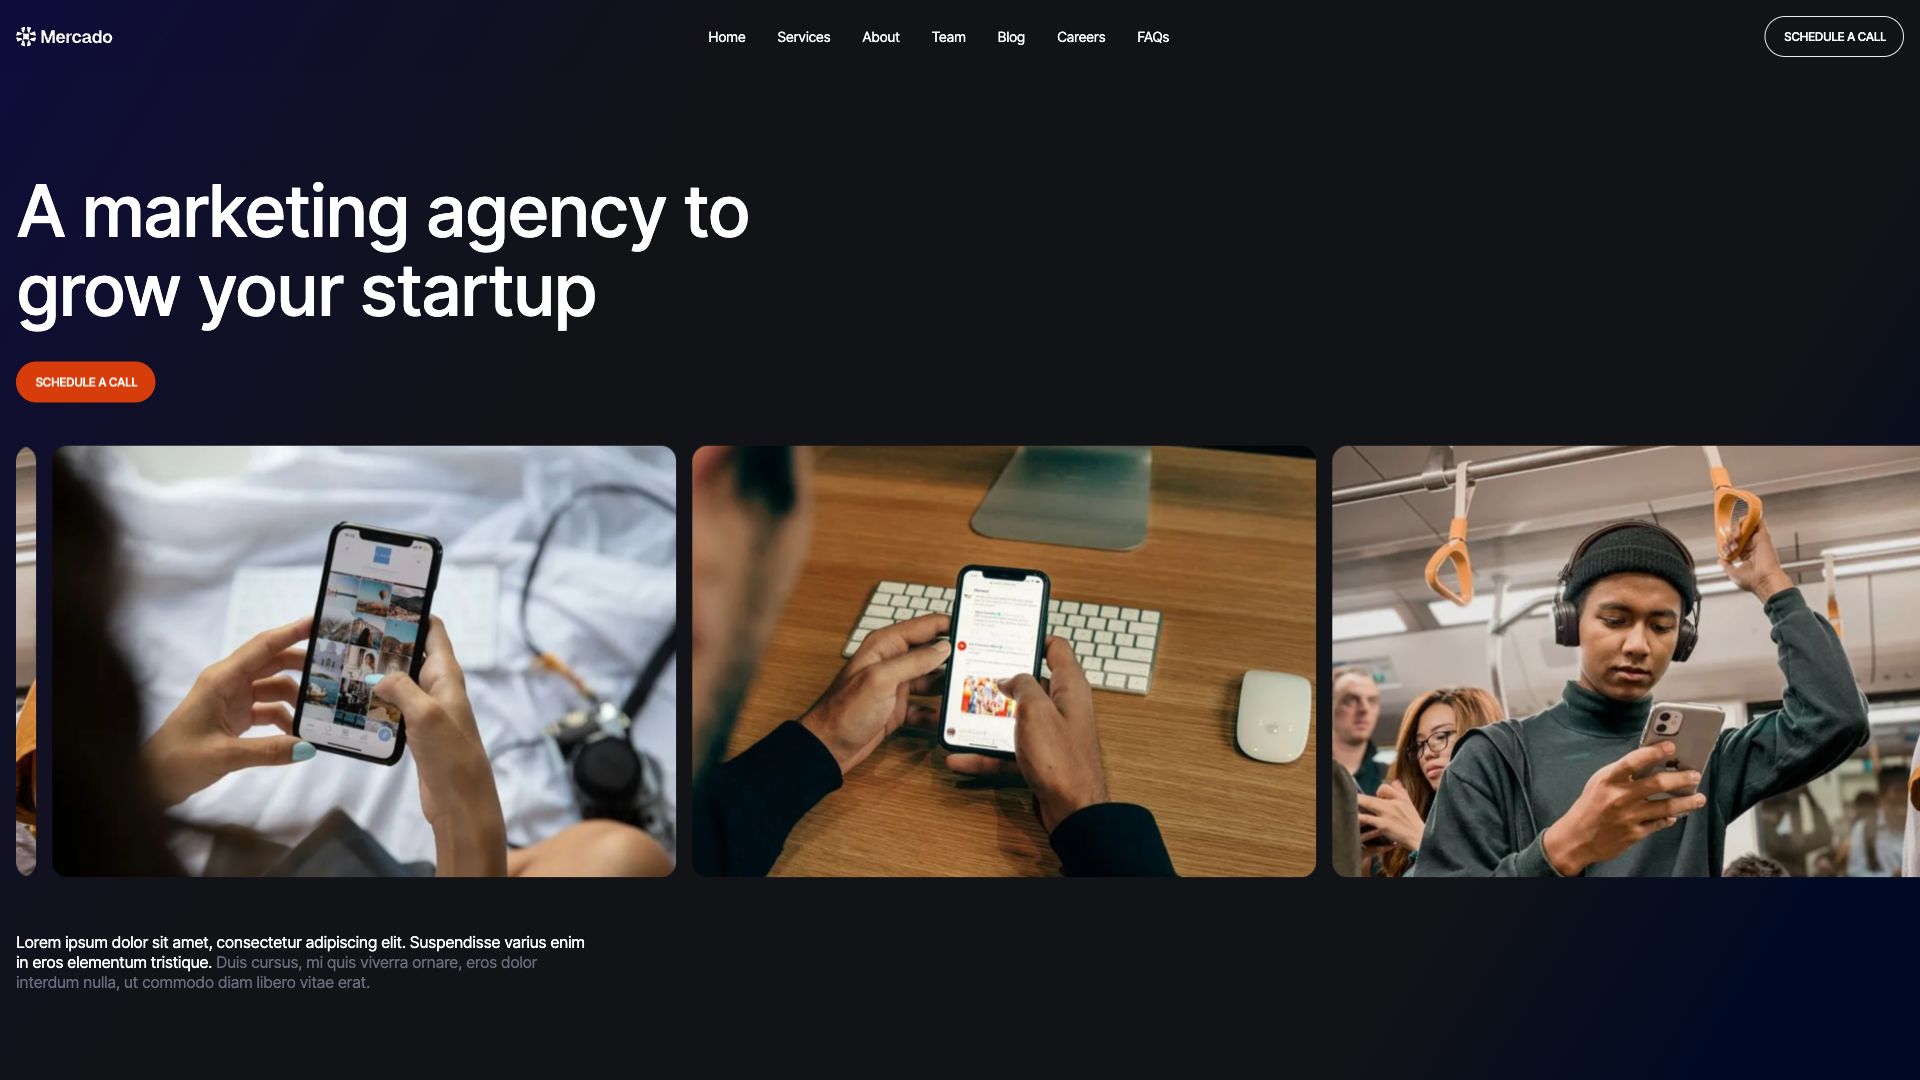 Mercado
Home Services About Team Blog Careers FAQs
SCHEDULE A CALL
A marketing agency to
grow your startup
SCHEDULE A CALL
Lorem ipsum dolor sit amet, consectetur adipiscing elit. Suspendisse varius enim
in eros elementum tristique. Duis cursus, mi quis viverra ornare, eros dolor
interdum nulla, ut commodo diam libero vitae erat.